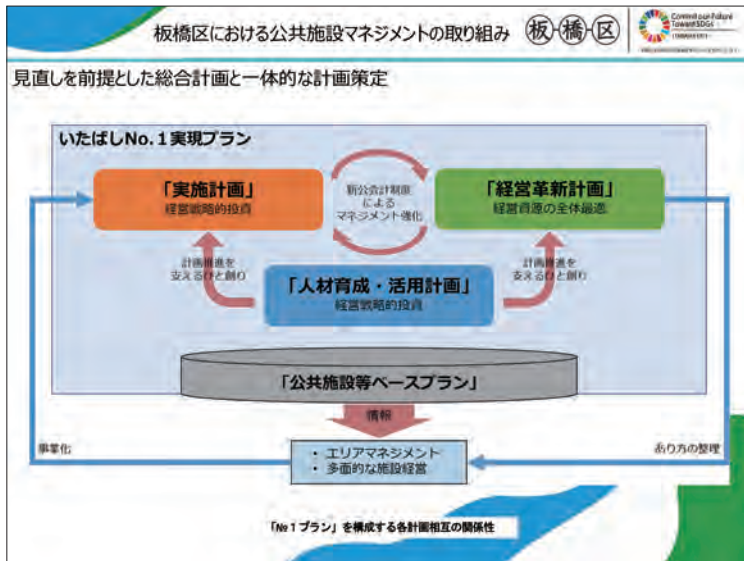 板橋区における公共施設マネジメントの取り組み
板橋区
見直しを前提とした総合計画と一体的な計画策定
いたばしNo.1実現プラン
「実施計画」
経営戦略的投資
新公会計制度
による
マネジメント強化
「経営革新計画」
経営資源の全体最適
計画推進を
支えるひと創り
計画推進を
支えるひと創り
「人材育成・活用計画」
経営戦略的投資
「公共施設等ベースプラン」
情報
事業化
・ エリアマネジメント
・ 多面的な施設経営
あり方の整理
「№1プラン」を構成する各計画相互の関係性